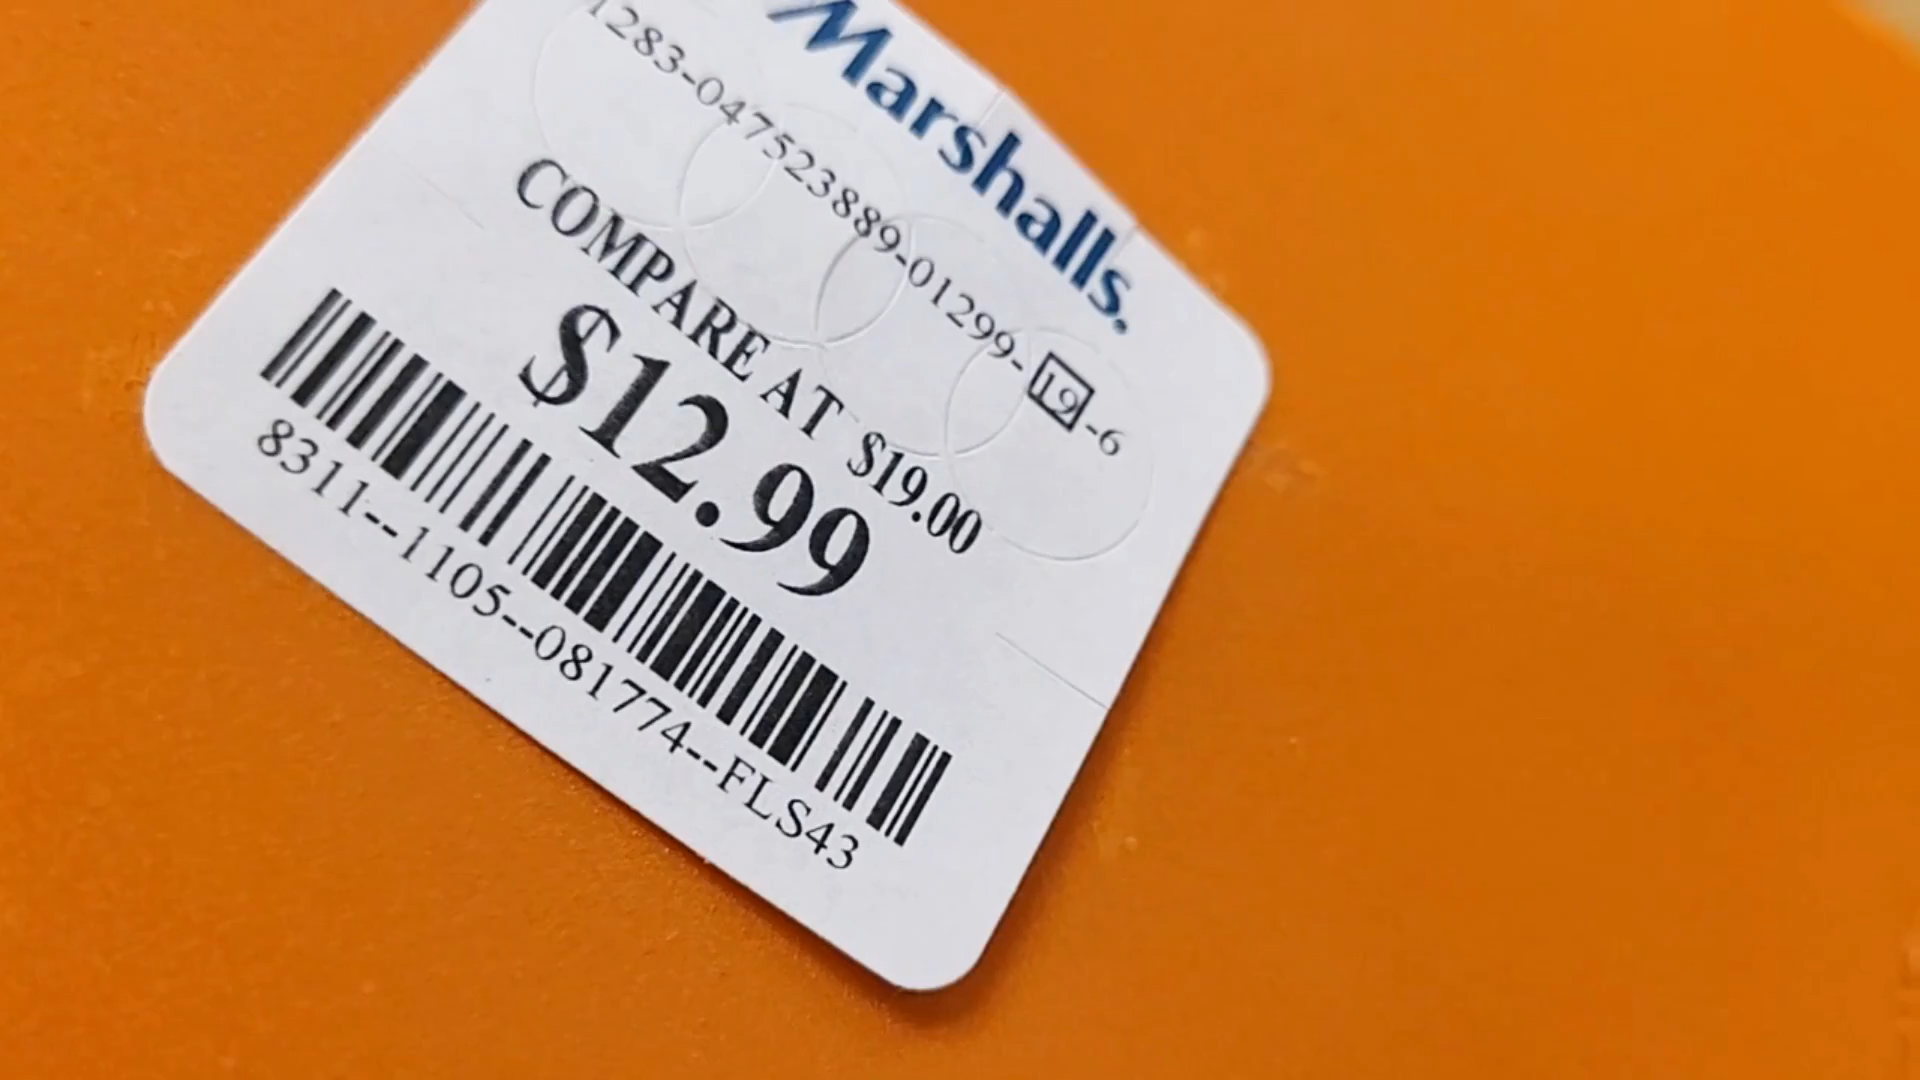 Marshalls.
1283-047523889-01299-19-6
COMPARE AT $19.00
$12.99
8311--1105--081774--FLS43